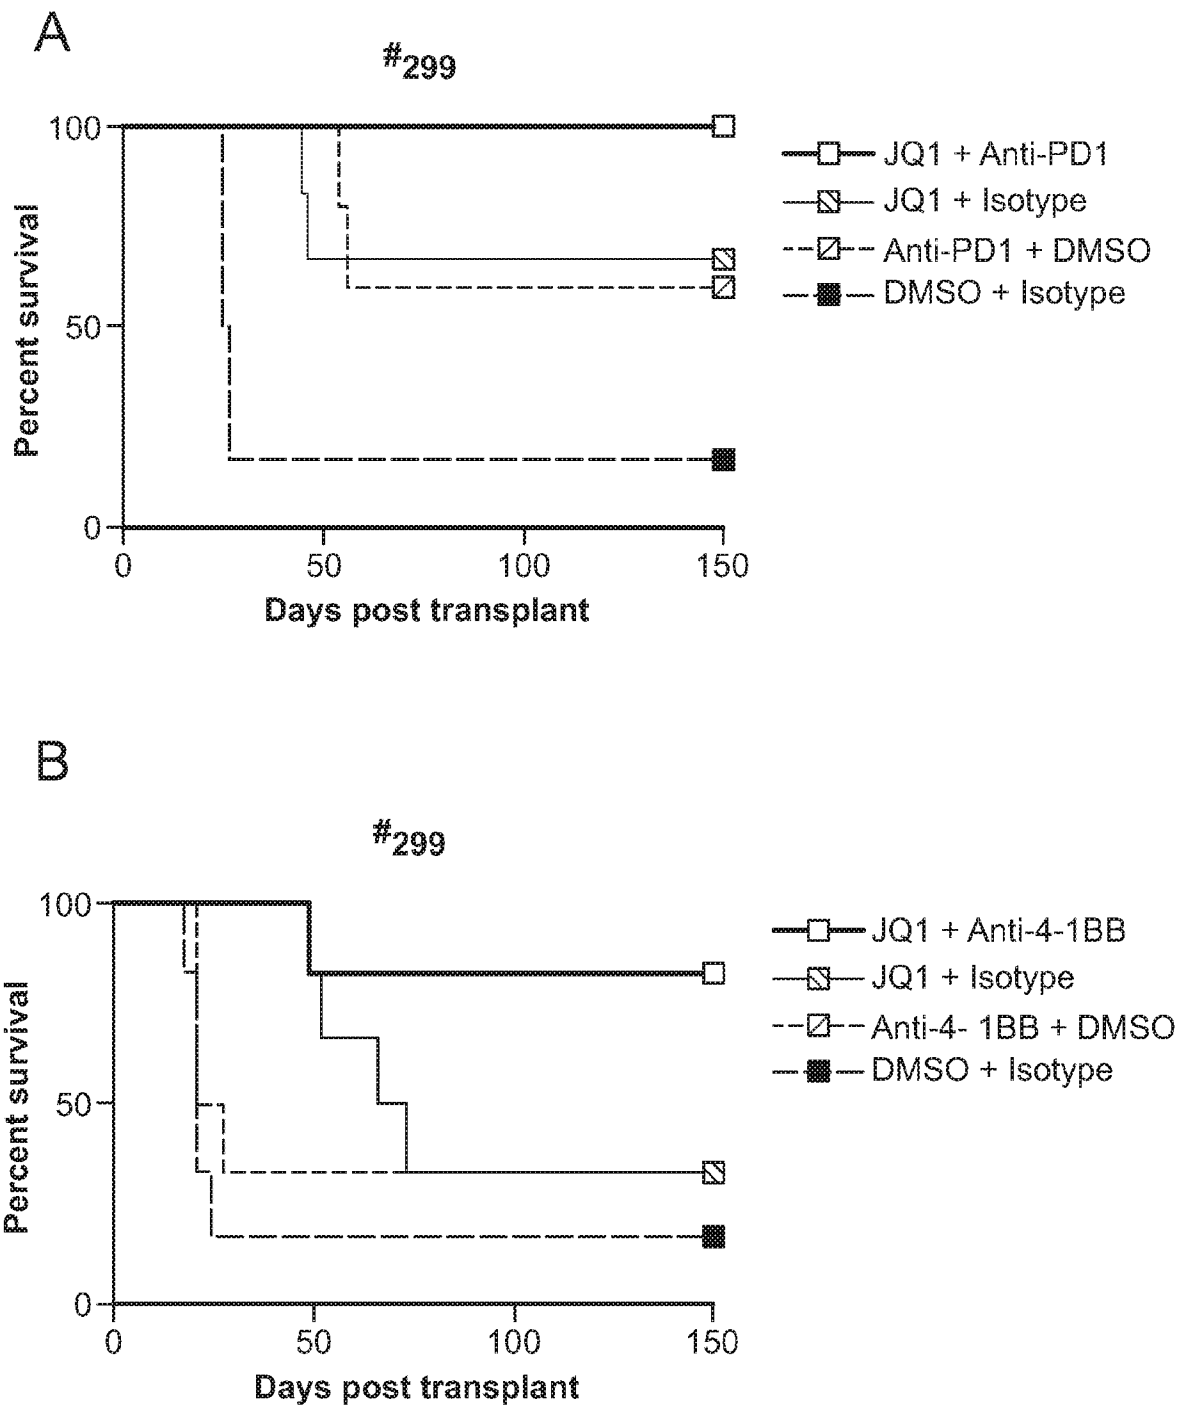 A
#299
100
50
0
Percent survival
0 50 100 150
Days post transplant
JQ1 + Anti-PD1
JQ1 + Isotype
Anti-PD1 + DMSO
DMSO + Isotype
B
#299
100
50
0
Percent survival
0 50 100 150
Days post transplant
JQ1 + Anti-4-1BB
JQ1 + Isotype
Anti-4- 1BB + DMSO
DMSO + Isotype